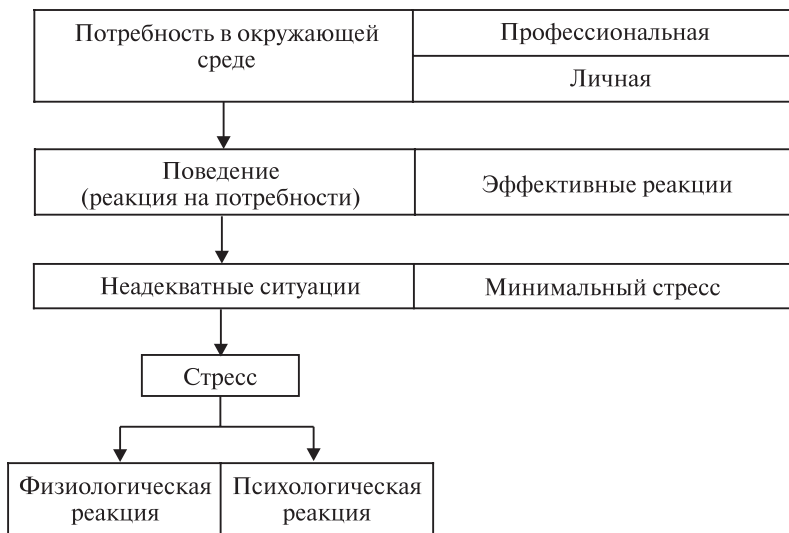 Потребность в окружающей
среде
Профессиональная
Личная
Поведение
(реакция на потребности)
Эффективные реакции
Неадекватные ситуации
Минимальный стресс
Стресс
Физиологическая
реакция
Психологическая
реакция